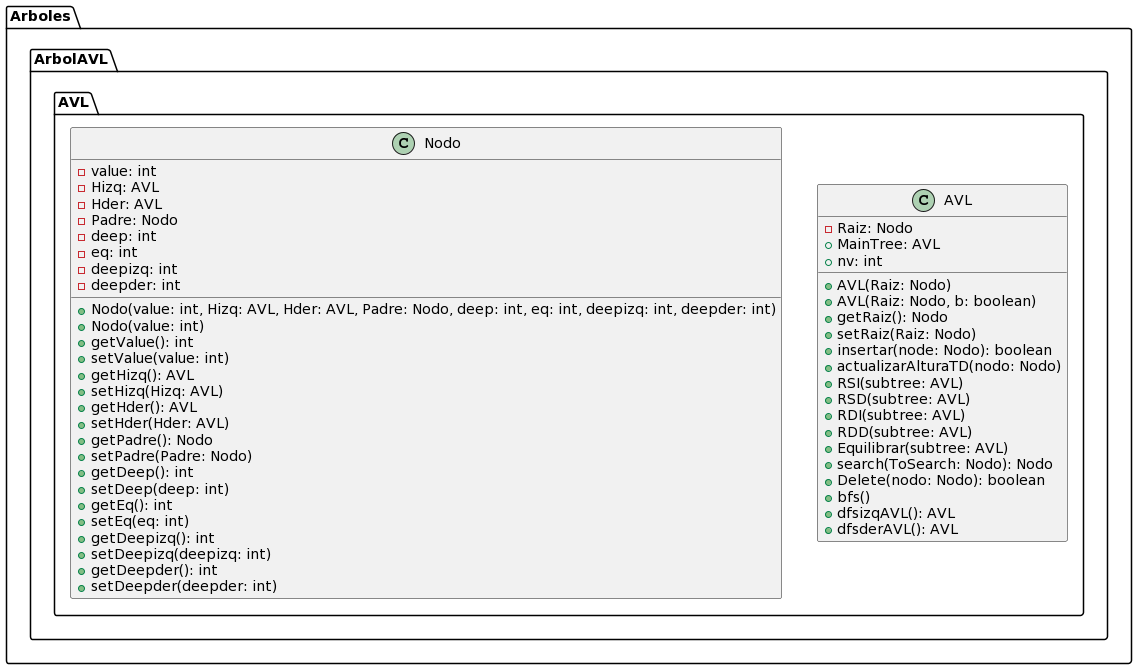 Arboles
ArbolAVL
AVL
C Nodo
value: int
Hizq: AVL
Hder: AVL
Padre: Nodo
deep: int
eq: int
deepizq: int
deepder: int
Nodo(value: int, Hizq: AVL, Hder: AVL, Padre: Nodo, deep: int, eq: int, deepizq: int, deepder: int)
Nodo(value: int)
getValue(): int
setValue(value: int)
getHizq(): AVL
setHizq(Hizq: AVL)
getHder(): AVL
setHder(Hder: AVL)
getPadre(): Nodo
setPadre(Padre: Nodo)
getDeep(): int
setDeep(deep: int)
getEq(): int
setEq(eq: int)
getDeepizq(): int
setDeepizq(deepizq: int)
getDeepder(): int
setDeepder(deepder: int)
C AVL
Raiz: Nodo
MainTree: AVL
nv: int
AVL(Raiz: Nodo)
AVL(Raiz: Nodo, b: boolean)
getRaiz(): Nodo
setRaiz(Raiz: Nodo)
insertar(node: Nodo): boolean
actualizarAlturaTD(nodo: Nodo)
RSI(subtree: AVL)
RSD(subtree: AVL)
RDI(subtree: AVL)
RDD(subtree: AVL)
Equilibrar(subtree: AVL)
search(ToSearch: Nodo): Nodo
Delete(nodo: Nodo): boolean
bfs()
dfsizqAVL(): AVL
dfsderAVL(): AVL